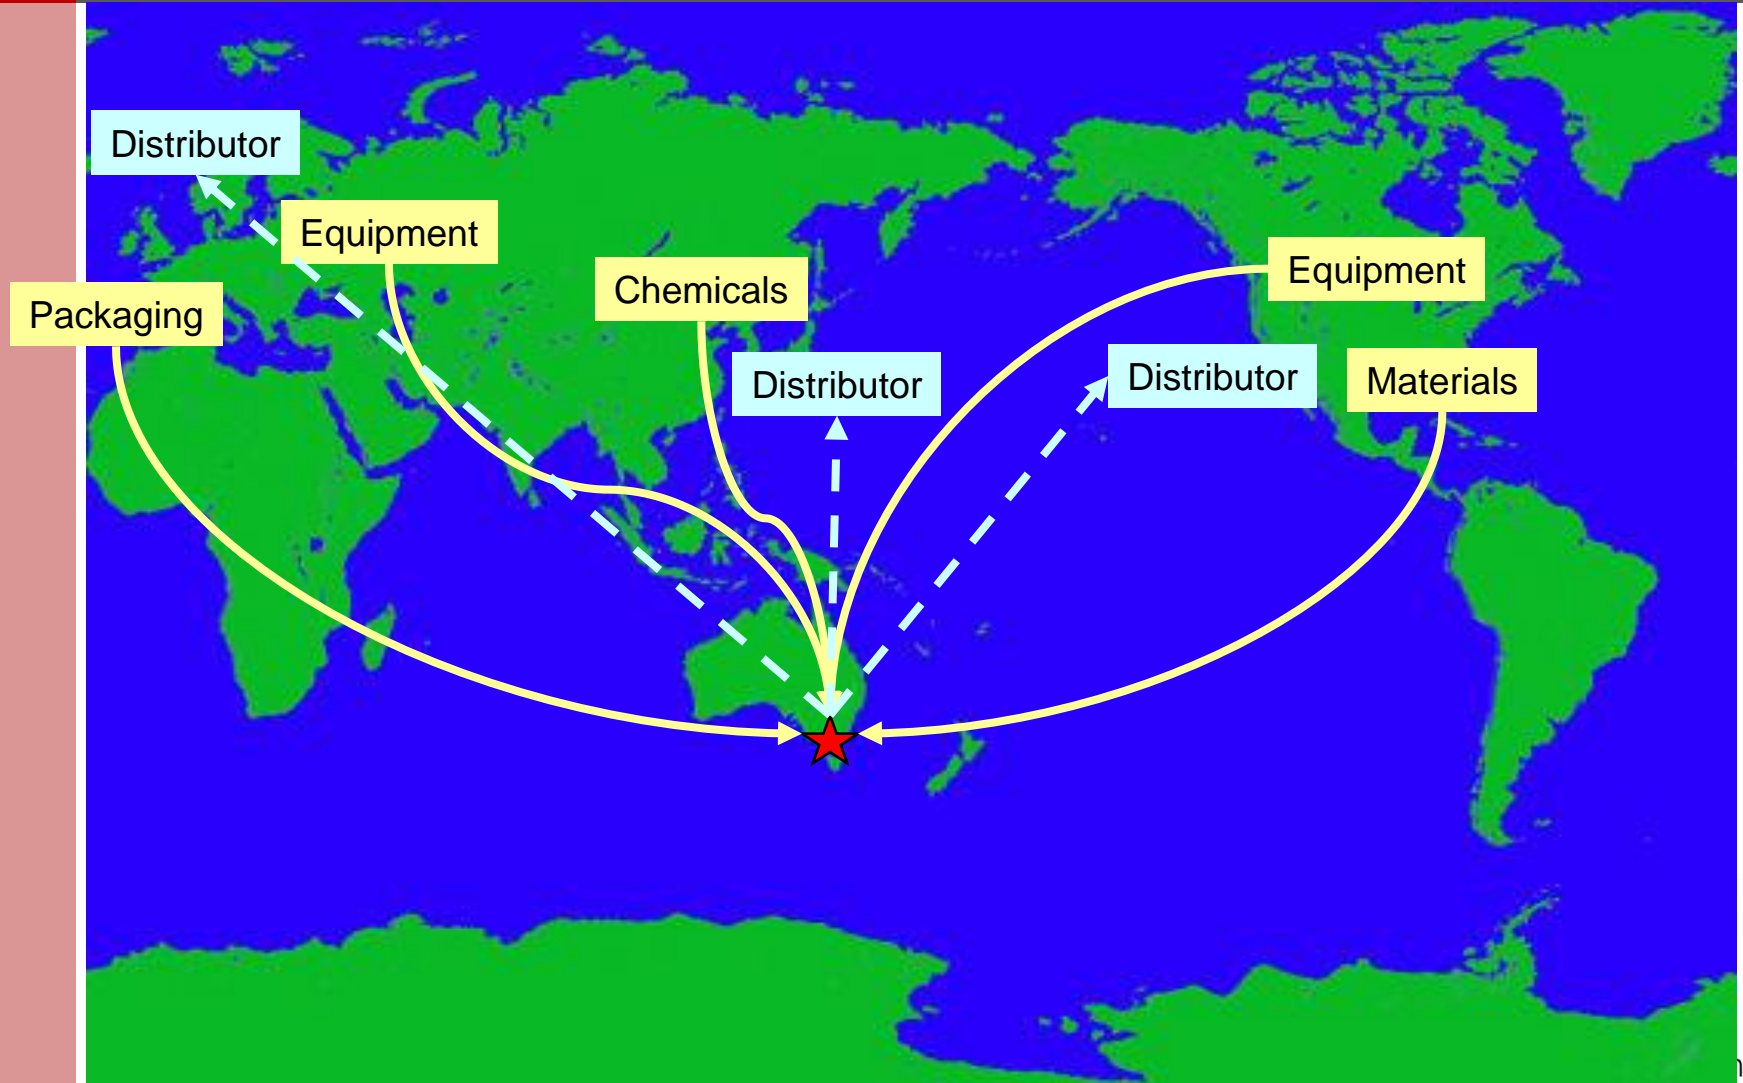 Distributor
Equipment
Packaging
Chemicals
Equipment
Distributor
Distributor
Materials